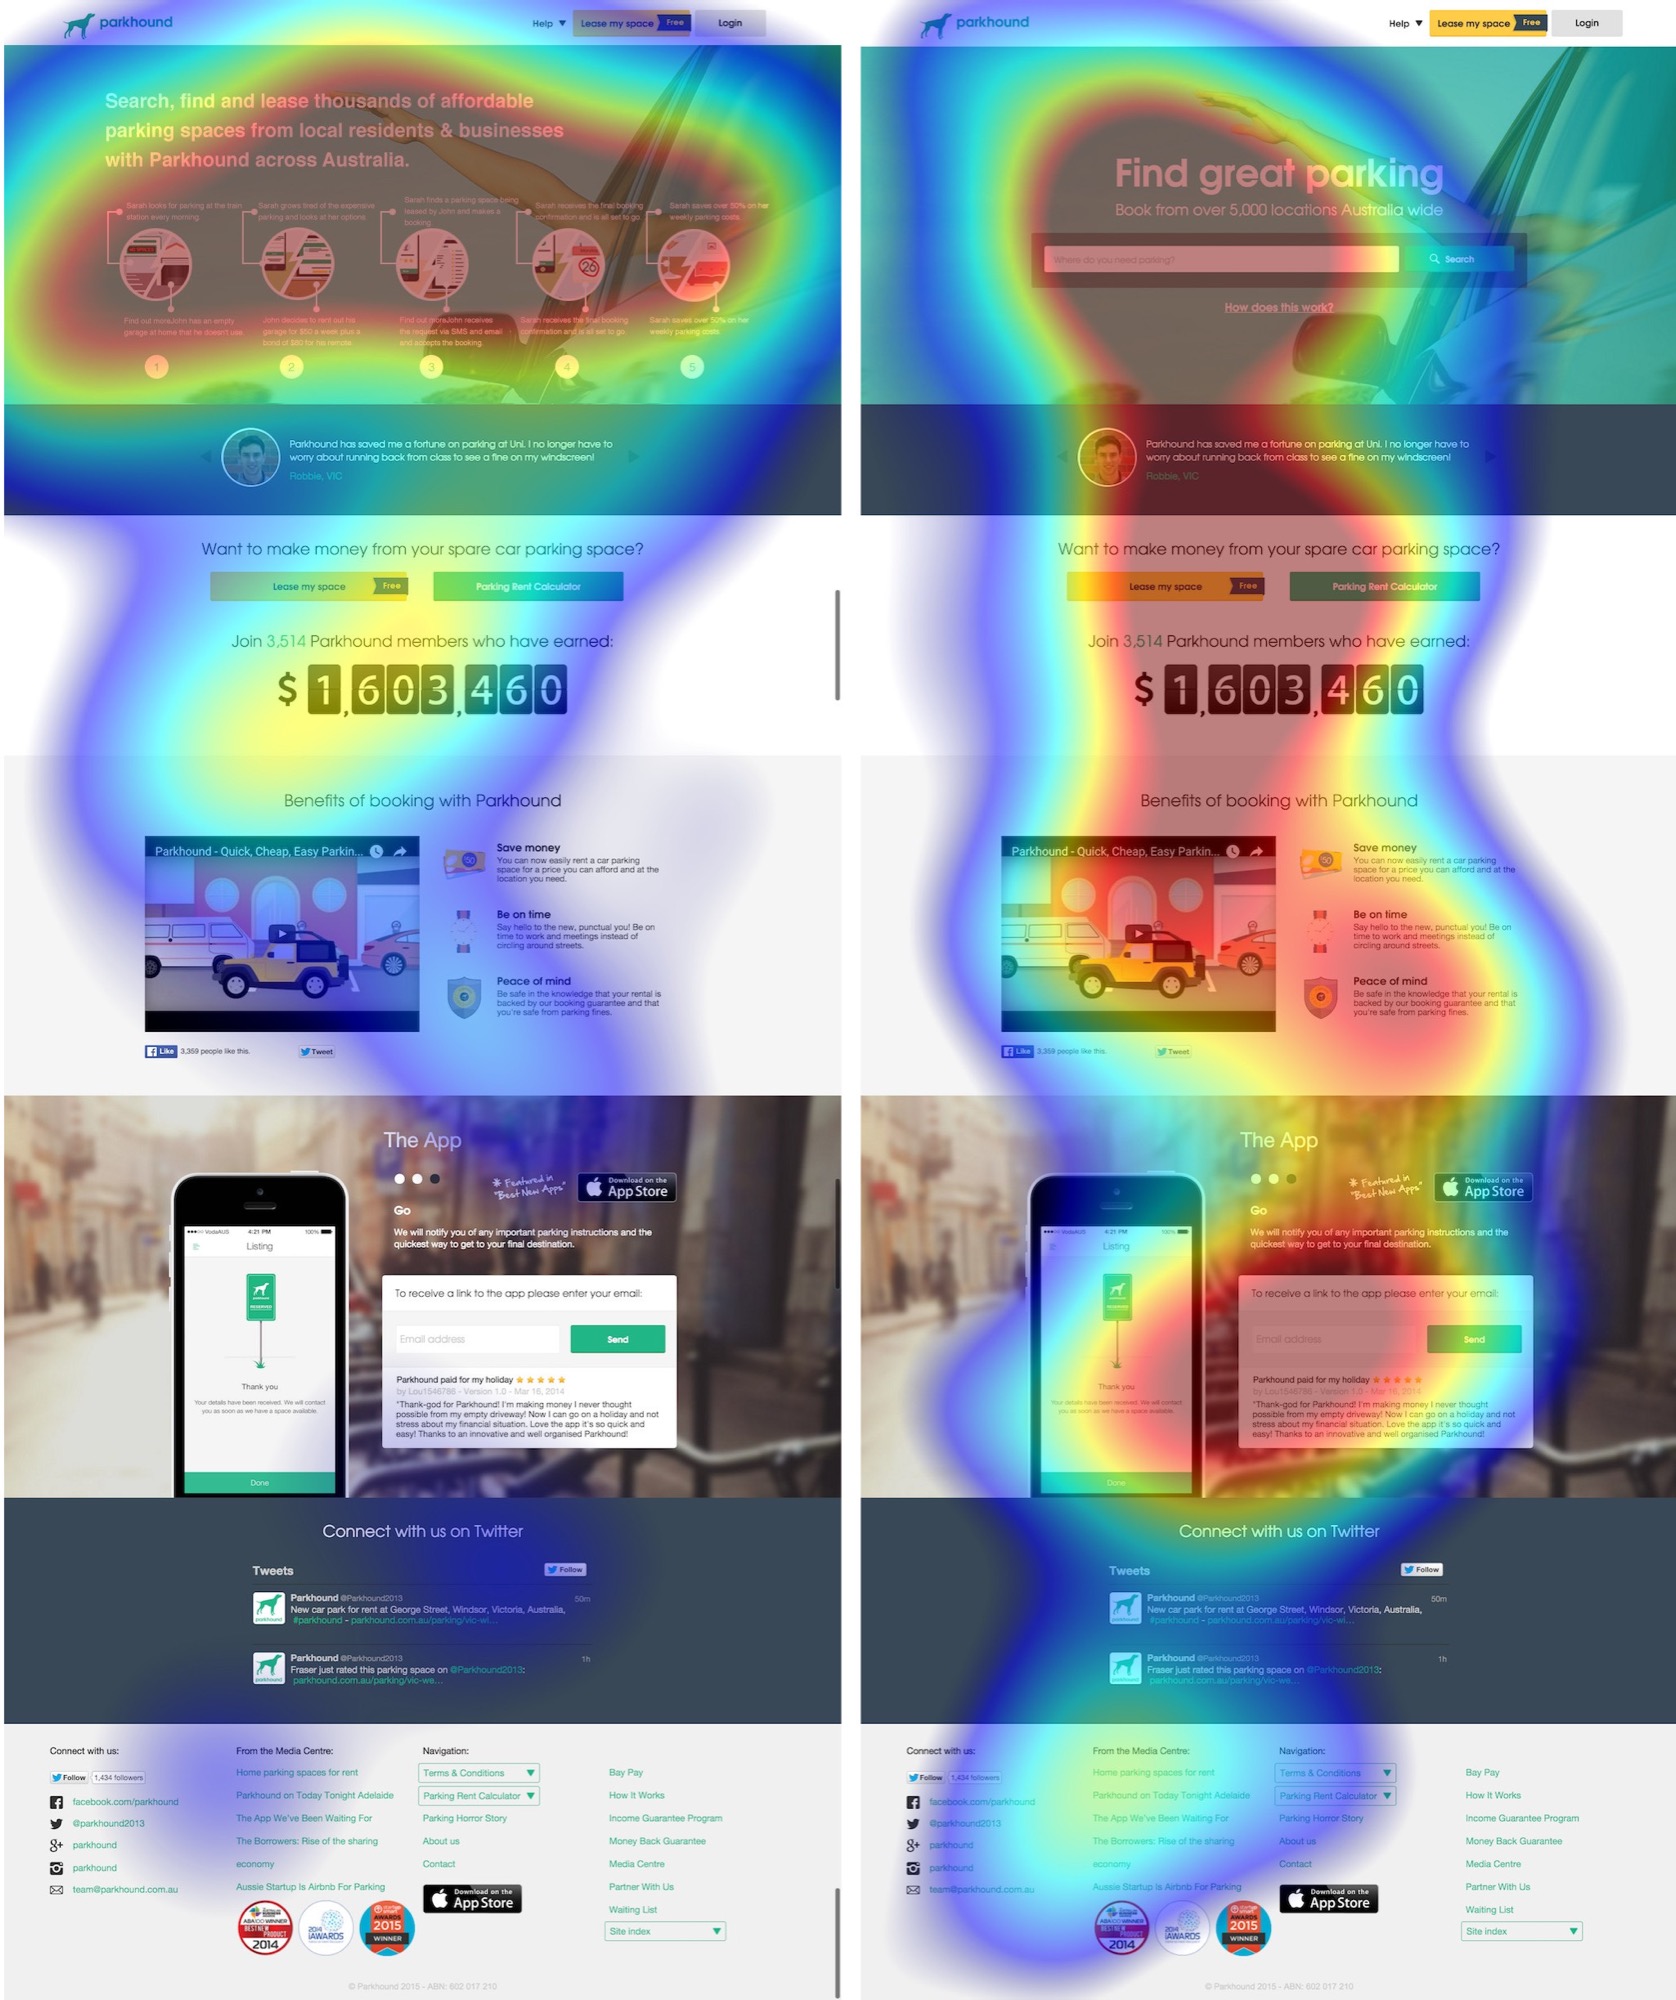 parkhound
Help ▼ Lease my space Free Login
Search, find and lease thousands of affordable
parking spaces from local residents & businesses
with Parkhound across Australia.
Sarah looks for parking at the train
station every morning
Sarah grows tired of the expensive
parking and looks at her options
Sarah finds a parking space being
leased by John and makes a
booking
Sarah receives the final booking
confirmation and is all set to go
Sarah saves over 50% on her
weekly parking costs
26
Find out moreJohn has an empty
garage at home that he doesn't use.
John decides to rent out his
garage for $50 a week plus a
bond of $80 for his remote
Find out moreJohn receives
the request via SMS and email
and accepts the booking.
Sarah receives the final booking
confirmation and is all set to go
Sarah saves over 50% on her
weekly parking costs
1 2 3 4 5
Parkhound has saved me a fortune on parking at Uni. I no longer have to
worry about running back from class to see a fine on my windscreen!
Robbie, VIC
Want to make money from your spare car parking space?
Lease my space Free Parking Rent Calculator
Join 3,514 Parkhound members who have earned:
$ 1,603,460
Benefits of booking with Parkhound
Parkhound - Quick, Cheap, Easy Parkin...
Save money
You can now easily rent a car parking
space for a price you can afford and at the
location you need.
Be on time
Say hello to the new, punctual you! Be on
time to work and meetings instead of
circling around streets.
Peace of mind
Be safe in the knowledge that your rental is
backed by our booking guarantee and that
you're safe from parking fines.
Like 3,359 people like this. Tweet
The App
Featured in
"Best New Apps"
Download on the
App Store
Go
We will notify you of any important parking instructions and the
quickest way to get to your final destination.
VodaAUS 4:21 PM 100%
Listing
RESERVED
Thank you
Your details have been received. We will contact
you as soon as we have a space available.
Done
To receive a link to the app please enter your email:
Email address Send
Parkhound paid for my holiday ★★★★★
by Lou1546786 - Version 1.0 - Mar 16, 2014
"Thank-god for Parkhound! I'm making money I never thought
possible from my empty driveway! Now I can go on a holiday and not
stress about my financial situation. Love the app it's so quick and
easy! Thanks to an innovative and well organised Parkhound!
Connect with us on Twitter
Tweets Follow
Parkhound @Parkhound2013 50m
New car park for rent at George Street, Windsor, Victoria, Australia,
#parkhound - parkhound.com.au/parking/vic-wi...
Parkhound @Parkhound2013 1h
Fraser just rated this parking space on @Parkhound2013:
parkhound.com.au/parking/vic-we...
Connect with us:
Follow 1,434 followers
facebook.com/parkhound
@parkhound2013
parkhound
parkhound
team@parkhound.com.au
From the Media Centre:
Home parking spaces for rent
Parkhound on Today Tonight Adelaide
The App We've Been Waiting For
The Borrowers: Rise of the sharing
economy
Aussie Startup Is Airbnb For Parking
Navigation:
Terms & Conditions ▼
Parking Rent Calculator ▼
Parking Horror Story
About us
Contact
Download on the
App Store
Bay Pay
How It Works
Income Guarantee Program
Money Back Guarantee
Media Centre
Partner With Us
Waiting List
Site index ▼
ABA100 WINNER
BEST NEW
PRODUCT
2014
2014
iAWARDS
AWARDS
2015
WINNER
© Parkhound 2015 - ABN: 602 017 210
parkhound
Help ▼ Lease my space Free Login
Find great parking
Book from over 5,000 locations Australia wide
Where do you need parking? Search
How does this work?
Parkhound has saved me a fortune on parking at Uni. I no longer have to
worry about running back from class to see a fine on my windscreen!
Robbie, VIC
Want to make money from your spare car parking space?
Lease my space Free Parking Rent Calculator
Join 3,514 Parkhound members who have earned:
$ 1,603,460
Benefits of booking with Parkhound
Parkhound - Quick, Cheap, Easy Parkin...
Save money
You can now easily rent a car parking
space for a price you can afford and at the
location you need.
Be on time
Say hello to the new, punctual you! Be on
time to work and meetings instead of
circling around streets.
Peace of mind
Be safe in the knowledge that your rental is
backed by our booking guarantee and that
you're safe from parking fines.
Like 3,359 people like this. Tweet
The App
Featured in
"Best New Apps"
Download on the
App Store
Go
We will notify you of any important parking instructions and the
quickest way to get to your final destination.
VodaAUS 4:21 PM 100%
Listing
RESERVED
Thank you
Your details have been received. We will contact
you as soon as we have a space available.
Done
To receive a link to the app please enter your email:
Email address Send
Parkhound paid for my holiday ★★★★★
by Lou1546786 - Version 1.0 - Mar 16, 2014
"Thank-god for Parkhound! I'm making money I never thought
possible from my empty driveway! Now I can go on a holiday and not
stress about my financial situation. Love the app it's so quick and
easy! Thanks to an innovative and well organised Parkhound!
Connect with us on Twitter
Tweets Follow
Parkhound @Parkhound2013 50m
New car park for rent at George Street, Windsor, Victoria, Australia,
#parkhound - parkhound.com.au/parking/vic-wi...
Parkhound @Parkhound2013 1h
Fraser just rated this parking space on @Parkhound2013:
parkhound.com.au/parking/vic-we...
Connect with us:
Follow 1,434 followers
facebook.com/parkhound
@parkhound2013
parkhound
parkhound
team@parkhound.com.au
From the Media Centre:
Home parking spaces for rent
Parkhound on Today Tonight Adelaide
The App We've Been Waiting For
The Borrowers: Rise of the sharing
economy
Aussie Startup Is Airbnb For Parking
Navigation:
Terms & Conditions ▼
Parking Rent Calculator ▼
Parking Horror Story
About us
Contact
Download on the
App Store
Bay Pay
How It Works
Income Guarantee Program
Money Back Guarantee
Media Centre
Partner With Us
Waiting List
Site index ▼
ABA100 WINNER
BEST NEW
PRODUCT
2014
2014
iAWARDS
AWARDS
2015
WINNER
© Parkhound 2015 - ABN: 602 017 210